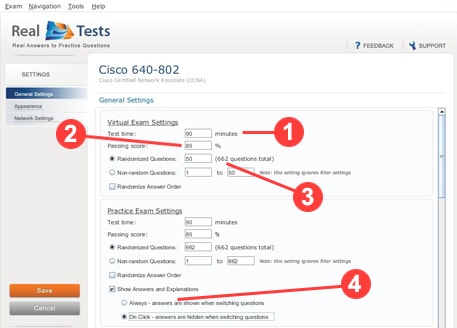 Exam Navigation Tools Help
Real Tests
Real Answers to Practice Questions
? FEEDBACK SUPPORT
SETTINGS
General Settings
Appearance
Network Settings
Cisco 640-802
Cisco Certified Network Associate (CCNA)
General Settings
Virtual Exam Settings
Test time: 90 minutes 1
2 Passing score: 85 %
Randomized Questions: 50 (662 questions total)
Non-random Questions: 1 to 50 Note: this setting ignores filter settings
3
Randomize Answer Order
Practice Exam Settings
Test time: 90 minutes
Passing score: 85 %
Randomized Questions: 662 (662 questions total)
Non-random Questions: 1 to 662 Note: this setting ignores filter settings
Randomize Answer Order
Show Answers and Explanations
4
Always - answers are shown when switching questions
On Click - answers are hidden when switching questions
Save
Cancel